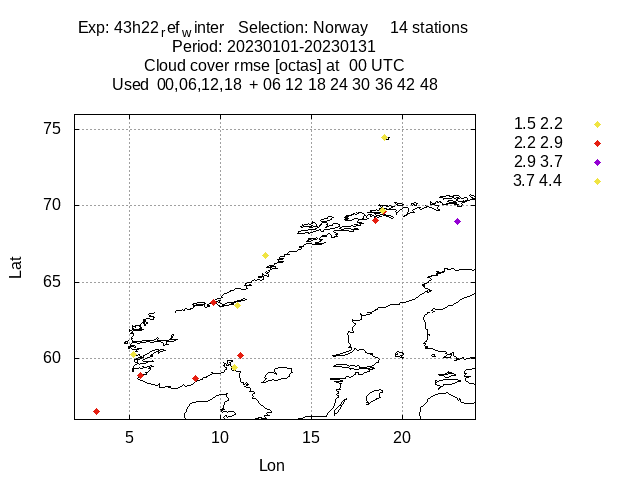 Exp: 43h22refwinter   Selection: Norway     14 stations
Period: 20230101-20230131
Cloud cover rmse [octas] at  00 UTC
Used  00,06,12,18  + 06 12 18 24 30 36 42 48
1.5 2.2
2.2 2.9
2.9 3.7
3.7 4.4
75
70
65
60
Lat
5 10 15 20
Lon